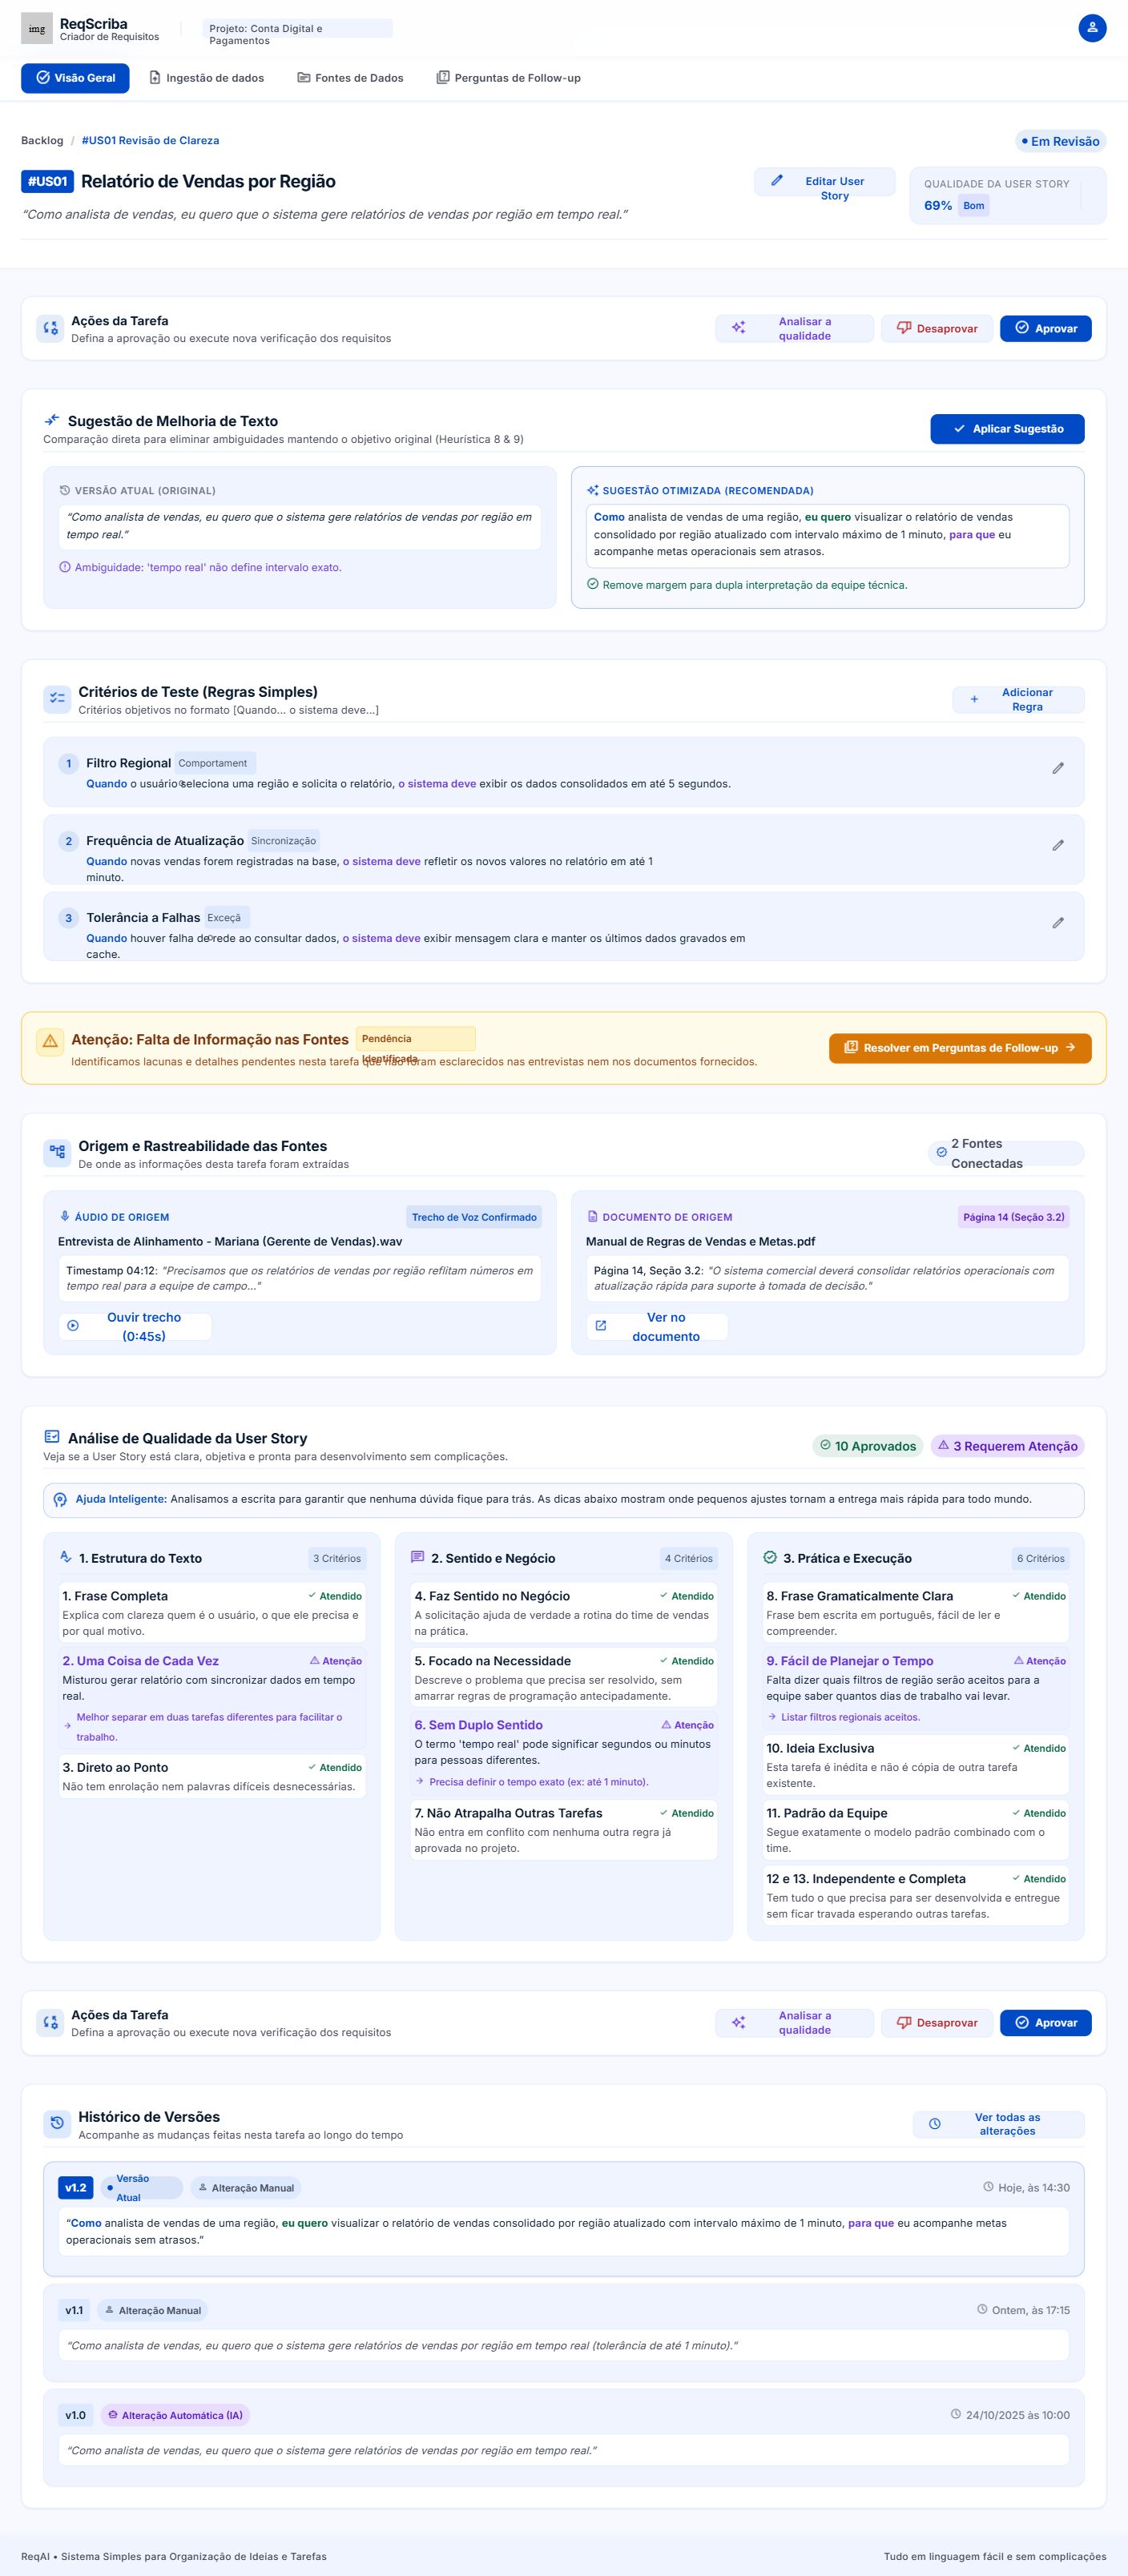 img
ReqScriba
Criador de Requisitos
Projeto: Conta Digital e
Pagamentos
Visão Geral
Ingestão de dados
Fontes de Dados
Perguntas de Follow-up
Backlog / #US01 Revisão de Clareza
Em Revisão
#US01 Relatório de Vendas por Região
“Como analista de vendas, eu quero que o sistema gere relatórios de vendas por região em tempo real.”
Editar User
Story
QUALIDADE DA USER STORY
69% Bom
Ações da Tarefa
Defina a aprovação ou execute nova verificação dos requisitos
Analisar a
qualidade
Desaprovar
Aprovar
Sugestão de Melhoria de Texto
Comparação direta para eliminar ambiguidades mantendo o objetivo original (Heurística 8 & 9)
Aplicar Sugestão
VERSÃO ATUAL (ORIGINAL)
“Como analista de vendas, eu quero que o sistema gere relatórios de vendas por região em
tempo real.”
Ambiguidade: 'tempo real' não define intervalo exato.
SUGESTÃO OTIMIZADA (RECOMENDADA)
Como analista de vendas de uma região, eu quero visualizar o relatório de vendas
consolidado por região atualizado com intervalo máximo de 1 minuto, para que eu
acompanhe metas operacionais sem atrasos.
Remove margem para dupla interpretação da equipe técnica.
Critérios de Teste (Regras Simples)
Critérios objetivos no formato [Quando... o sistema deve...]
Adicionar
Regra
1 Filtro Regional Comportament
o
Quando o usuário seleciona uma região e solicita o relatório, o sistema deve exibir os dados consolidados em até 5 segundos.
2 Frequência de Atualização Sincronização
Quando novas vendas forem registradas na base, o sistema deve refletir os novos valores no relatório em até 1
minuto.
3 Tolerância a Falhas Exceçã
o
Quando houver falha de rede ao consultar dados, o sistema deve exibir mensagem clara e manter os últimos dados gravados em
cache.
Atenção: Falta de Informação nas Fontes
Pendência
Identificada
Identificamos lacunas e detalhes pendentes nesta tarefa que não foram esclarecidos nas entrevistas nem nos documentos fornecidos.
Resolver em Perguntas de Follow-up
Origem e Rastreabilidade das Fontes
De onde as informações desta tarefa foram extraídas
2 Fontes
Conectadas
ÁUDIO DE ORIGEM
Trecho de Voz Confirmado
Entrevista de Alinhamento - Mariana (Gerente de Vendas).wav
Timestamp 04:12: "Precisamos que os relatórios de vendas por região reflitam números em
tempo real para a equipe de campo..."
Ouvir trecho
(0:45s)
DOCUMENTO DE ORIGEM
Página 14 (Seção 3.2)
Manual de Regras de Vendas e Metas.pdf
Página 14, Seção 3.2: "O sistema comercial deverá consolidar relatórios operacionais com
atualização rápida para suporte à tomada de decisão."
Ver no
documento
Análise de Qualidade da User Story
Veja se a User Story está clara, objetiva e pronta para desenvolvimento sem complicações.
10 Aprovados
3 Requerem Atenção
Ajuda Inteligente: Analisamos a escrita para garantir que nenhuma dúvida fique para trás. As dicas abaixo mostram onde pequenos ajustes tornam a entrega mais rápida para todo mundo.
1. Estrutura do Texto
3 Critérios
1. Frase Completa
Atendido
Explica com clareza quem é o usuário, o que ele precisa e
por qual motivo.
2. Uma Coisa de Cada Vez
Atenção
Misturou gerar relatório com sincronizar dados em tempo
real.
Melhor separar em duas tarefas diferentes para facilitar o
trabalho.
3. Direto ao Ponto
Atendido
Não tem enrolação nem palavras difíceis desnecessárias.
2. Sentido e Negócio
4 Critérios
4. Faz Sentido no Negócio
Atendido
A solicitação ajuda de verdade a rotina do time de vendas
na prática.
5. Focado na Necessidade
Atendido
Descreve o problema que precisa ser resolvido, sem
amarrar regras de programação antecipadamente.
6. Sem Duplo Sentido
Atenção
O termo 'tempo real' pode significar segundos ou minutos
para pessoas diferentes.
Precisa definir o tempo exato (ex: até 1 minuto).
7. Não Atrapalha Outras Tarefas
Atendido
Não entra em conflito com nenhuma outra regra já
aprovada no projeto.
3. Prática e Execução
6 Critérios
8. Frase Gramaticalmente Clara
Atendido
Frase bem escrita em português, fácil de ler e
compreender.
9. Fácil de Planejar o Tempo
Atenção
Falta dizer quais filtros de região serão aceitos para a
equipe saber quantos dias de trabalho vai levar.
Listar filtros regionais aceitos.
10. Ideia Exclusiva
Atendido
Esta tarefa é inédita e não é cópia de outra tarefa
existente.
11. Padrão da Equipe
Atendido
Segue exatamente o modelo padrão combinado com o
time.
12 e 13. Independente e Completa
Atendido
Tem tudo o que precisa para ser desenvolvida e entregue
sem ficar travada esperando outras tarefas.
Ações da Tarefa
Defina a aprovação ou execute nova verificação dos requisitos
Analisar a
qualidade
Desaprovar
Aprovar
Histórico de Versões
Acompanhe as mudanças feitas nesta tarefa ao longo do tempo
Ver todas as
alterações
v1.2
Versão
Atual
Alteração Manual
Hoje, às 14:30
“Como analista de vendas de uma região, eu quero visualizar o relatório de vendas consolidado por região atualizado com intervalo máximo de 1 minuto, para que eu acompanhe metas
operacionais sem atrasos.”
v1.1
Alteração Manual
Ontem, às 17:15
“Como analista de vendas, eu quero que o sistema gere relatórios de vendas por região em tempo real (tolerância de até 1 minuto).”
v1.0
Alteração Automática (IA)
24/10/2025 às 10:00
“Como analista de vendas, eu quero que o sistema gere relatórios de vendas por região em tempo real.”
ReqAI • Sistema Simples para Organização de Ideias e Tarefas
Tudo em linguagem fácil e sem complicações